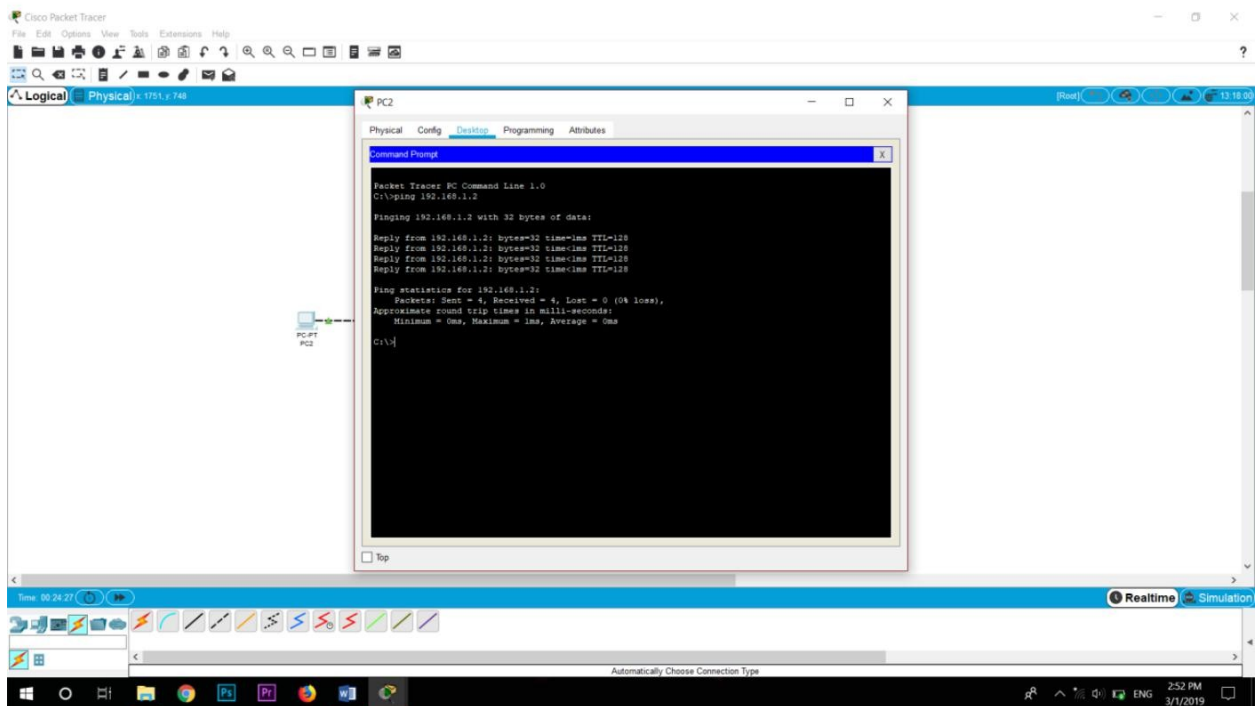 Cisco Packet Tracer
File Edit Options View Tools Extensions Help
?
Logical Physical x: 1751, y: 748
[Root] 13:18:00
PC2
Physical Config Desktop Programming Attributes
Command Prompt X
Packet Tracer PC Command Line 1.0
C:\>ping 192.168.1.2
Pinging 192.168.1.2 with 32 bytes of data:
Reply from 192.168.1.2: bytes=32 time=1ms TTL=128
Reply from 192.168.1.2: bytes=32 time<1ms TTL=128
Reply from 192.168.1.2: bytes=32 time<1ms TTL=128
Reply from 192.168.1.2: bytes=32 time<1ms TTL=128
Ping statistics for 192.168.1.2:
Packets: Sent = 4, Received = 4, Lost = 0 (0% loss),
Approximate round trip times in milli-seconds:
Minimum = 0ms, Maximum = 1ms, Average = 0ms
C:\>
PC-PT
PC2
Top
Time: 00:24:27
Realtime Simulation
Automatically Choose Connection Type
Ps Pr W
ENG
2:52 PM
3/1/2019